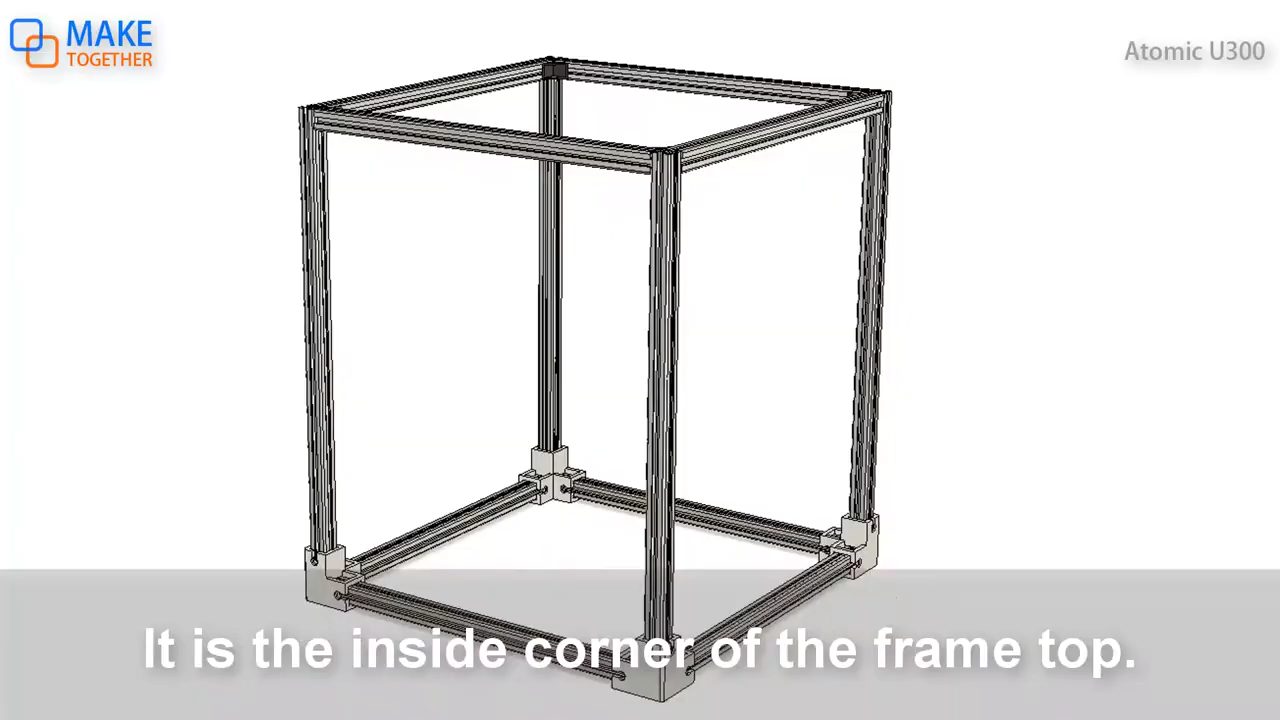 MAKE
TOGETHER
Atomic U300
It is the inside corner of the frame top.